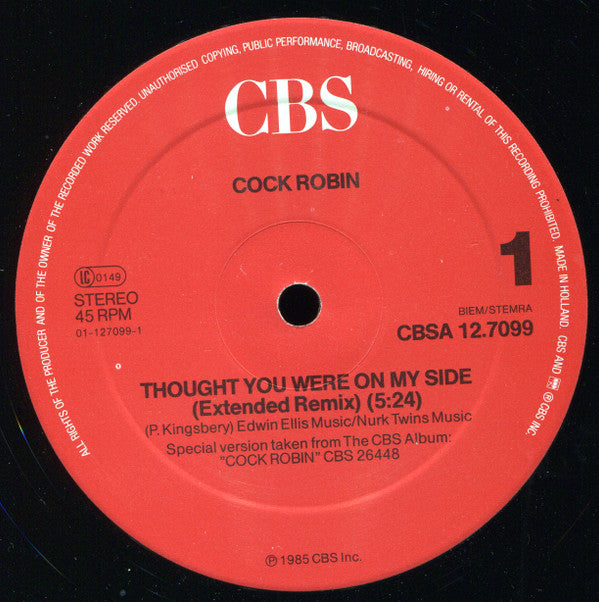 ALL RIGHTS OF THE PRODUCER AND OF THE OWNER OF THE RECORDED WORK RESERVED. UNAUTHORISED COPYING, PUBLIC PERFORMANCE, BROADCASTING, HIRING OR RENTAL OF THIS RECORDING PROHIBITED. MADE IN HOLLAND. CBS AND ® CBS INC.
CBS
COCK ROBIN
1
LC 0149
STEREO
45 RPM
01-127099-1
BIEM/STEMRA
CBSA 12.7099
THOUGHT YOU WERE ON MY SIDE
(Extended Remix) (5:24)
(P. Kingsbery) Edwin Ellis Music/Nurk Twins Music
Special version taken from The CBS Album:
"COCK ROBIN" CBS 26448
℗ 1985 CBS Inc.